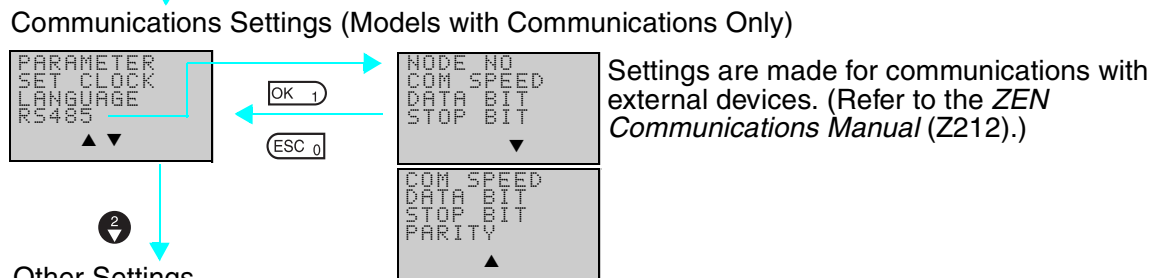 Communications Settings (Models with Communications Only)
PARAMETER
SET CLOCK
LANGUAGE
RS485
▲ ▼
OK 1
ESC 0
NODE NO
COM SPEED
DATA BIT
STOP BIT
▼
Settings are made for communications with
external devices. (Refer to the ZEN
Communications Manual (Z212).)
COM SPEED
DATA BIT
STOP BIT
PARITY
▲
2
Other Settings